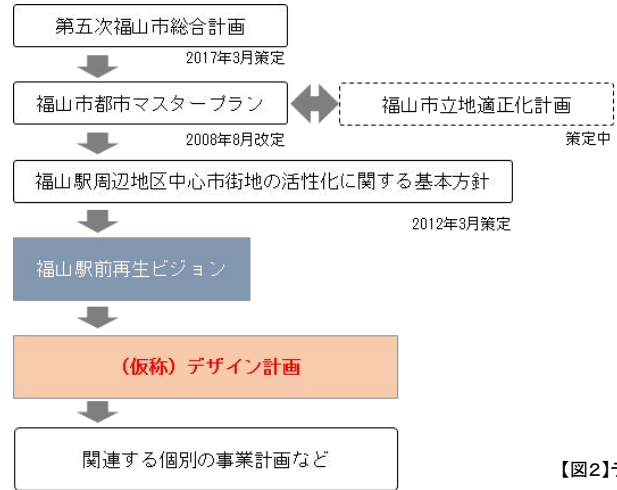 第五次福山市総合計画
2017年3月策定
福山市都市マスタープラン
福山市立地適正化計画
2008年8月改定
策定中
福山駅周辺地区中心市街地の活性化に関する基本方針
2012年3月策定
福山駅前再生ビジョン
（仮称）デザイン計画
関連する個別の事業計画など
【図2】